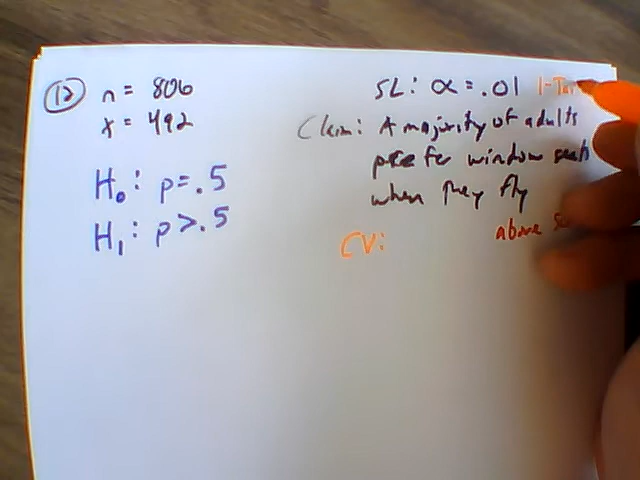 12 n = 806
x = 492
H₀: p = .5
H₁: p > .5
SL: α = .01 1-Tail
Claim: A majority of adults
prefer window seats
when they fly
above
CV: